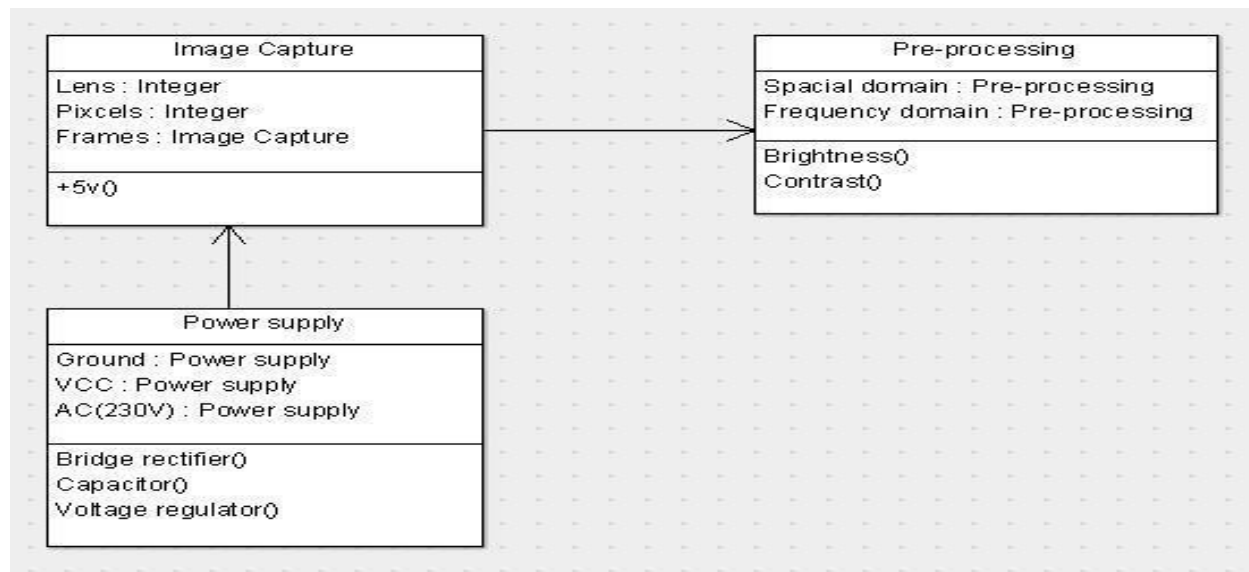 Image Capture
Lens : Integer
Pixcels : Integer
Frames : Image Capture
+5v()
Pre-processing
Spacial domain : Pre-processing
Frequency domain : Pre-processing
Brightness()
Contrast()
Power supply
Ground : Power supply
VCC : Power supply
AC(230V) : Power supply
Bridge rectifier()
Capacitor()
Voltage regulator()